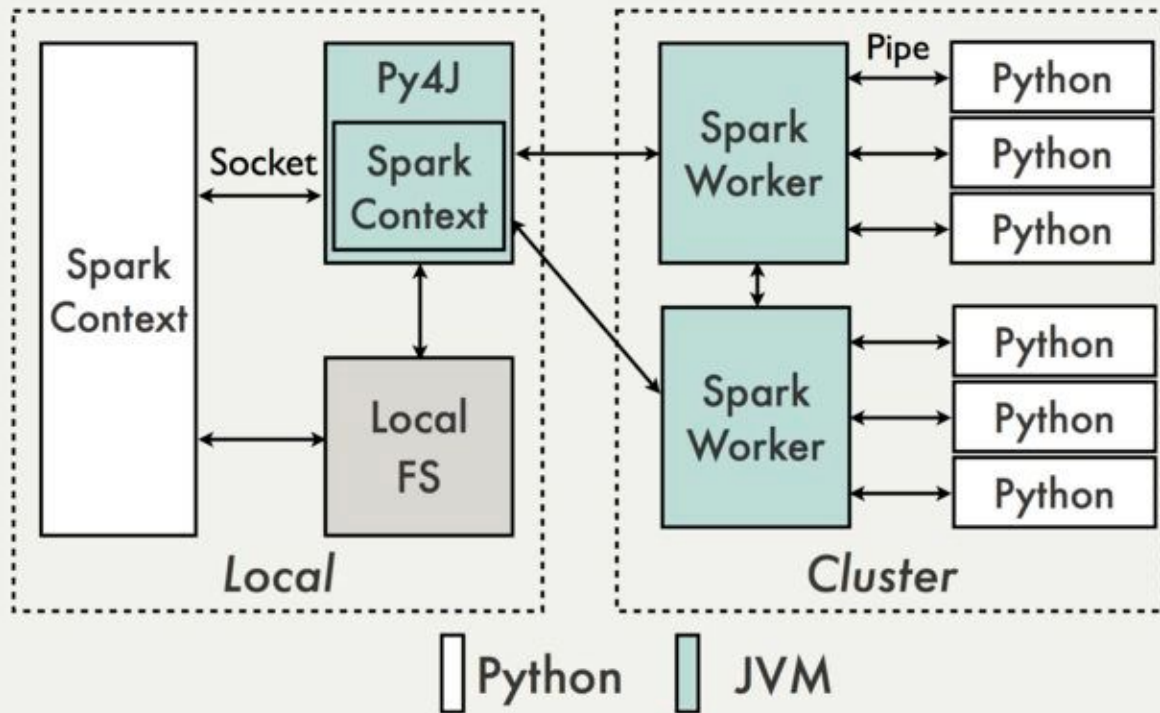 Spark
Context
Socket
Py4J
Spark
Context
Local
FS
Local
Spark
Worker
Pipe
Python
Python
Python
Spark
Worker
Python
Python
Python
Cluster
Python
JVM